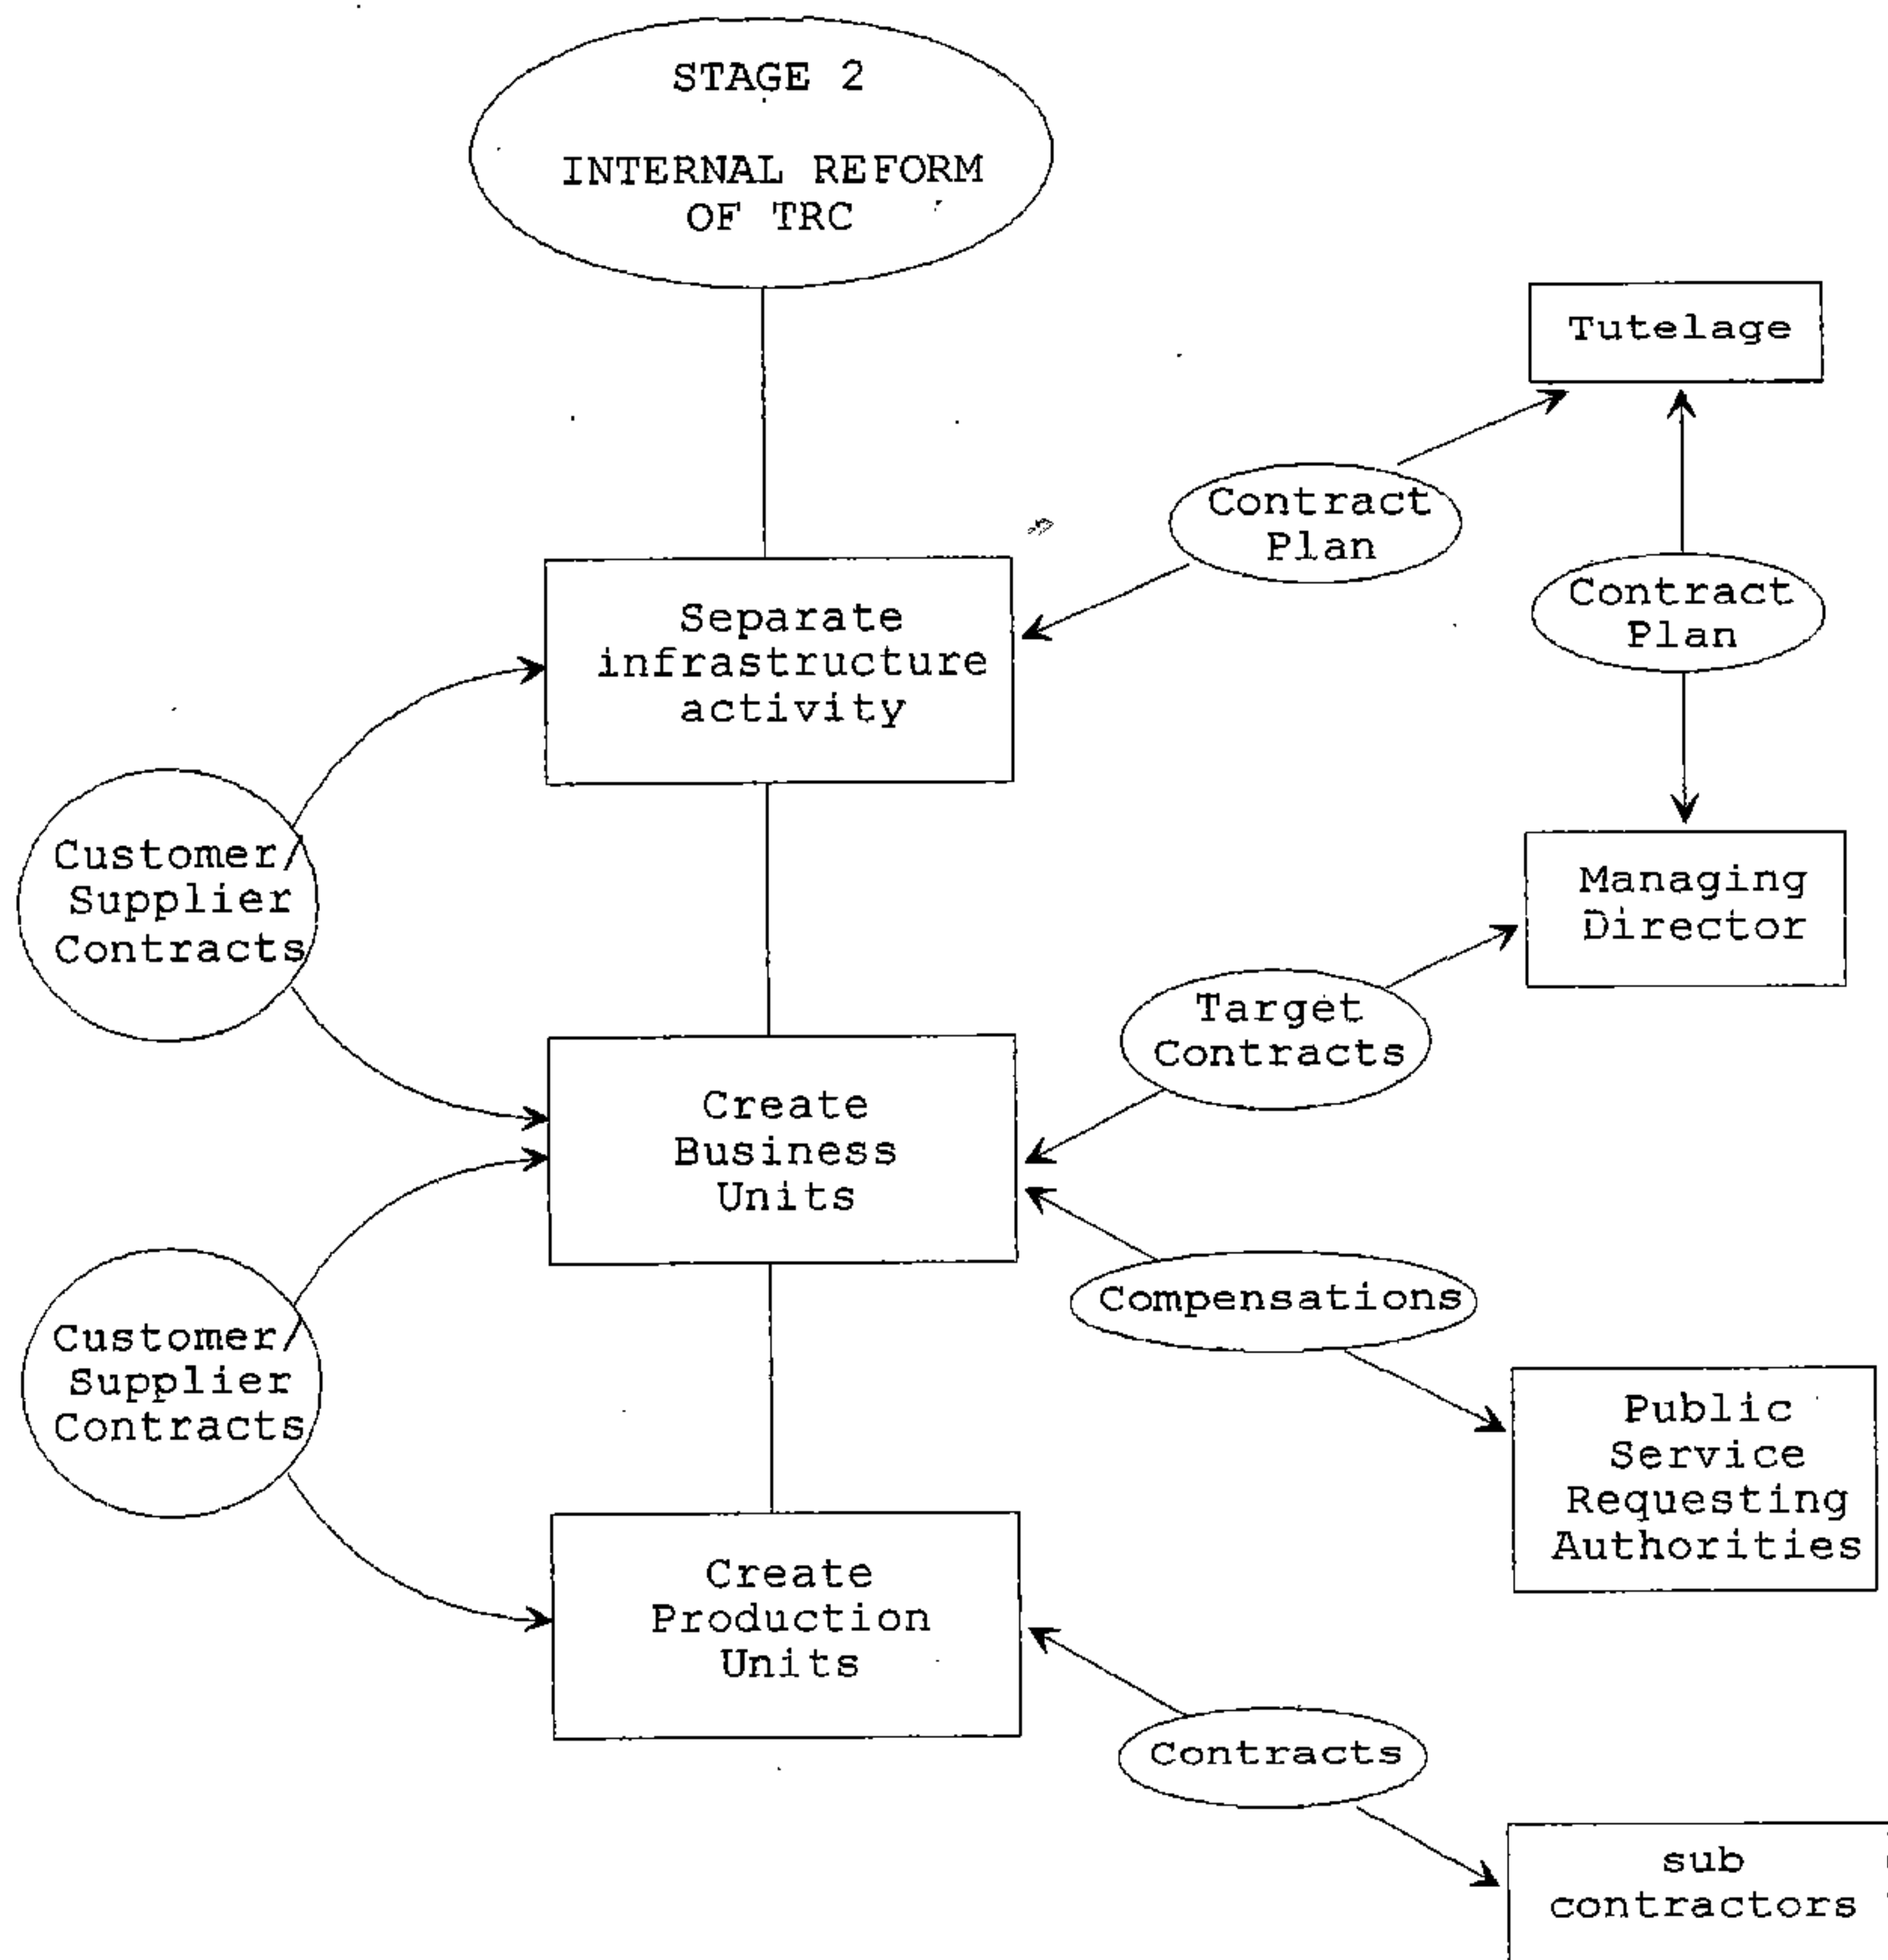 STAGE 2
INTERNAL REFORM
OF TRC
Tutelage
Contract
Plan
Contract
Plan
Separate
infrastructure
activity
Customer/
Supplier
Contracts
Managing
Director
Target
Contracts
Create
Business
Units
Compensations
Customer/
Supplier
Contracts
Public
Service
Requesting
Authorities
Create
Production
Units
Contracts
sub
contractors